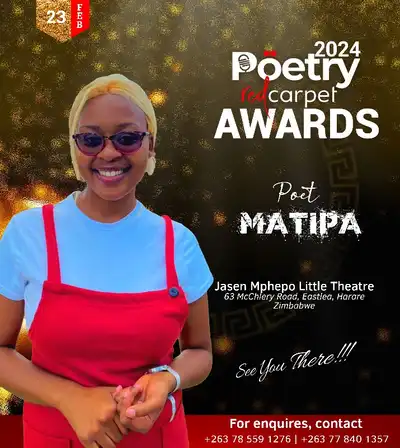 23
FEB
2024
Poetry
red carpet
AWARDS
Poet
MATIPA
Jasen Mphepo Little Theatre
63 McChlery Road, Eastlea, Harare
Zimbabwe
See You There!!!
For enquires, contact
+263 78 559 1276 | +263 77 840 1357